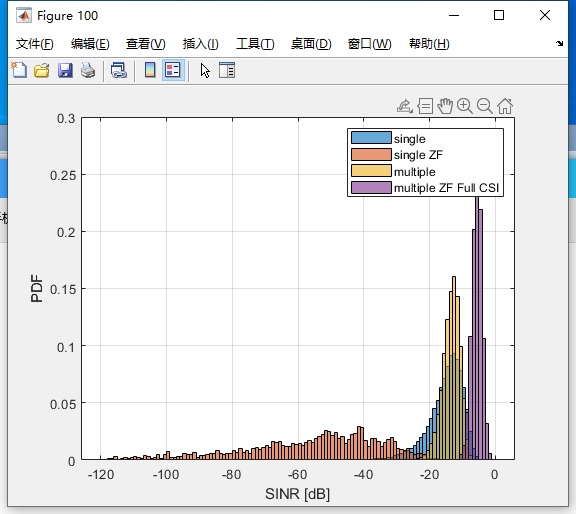 Figure 100
文件(F) 编辑(E) 查看(V) 插入(I) 工具(T) 桌面(D) 窗口(W) 帮助(H)
0.3
0.25
0.2
0.15
0.1
0.05
0
PDF
single
single ZF
multiple
multiple ZF Full CSI
-120 -100 -80 -60 -40 -20 0
SINR [dB]